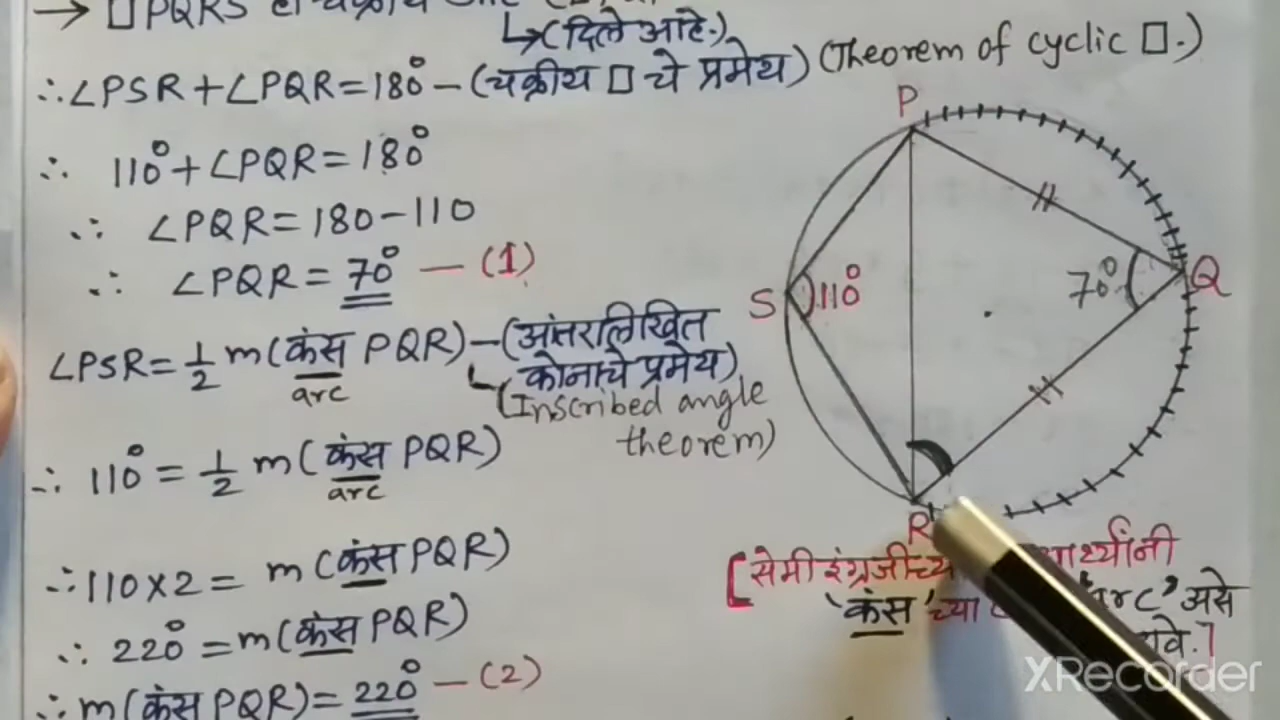 → □PQRS
↳(दिले आहे.)
∴∠PSR+∠PQR=180° – (चक्रीय □ चे प्रमेय) (Theorem of cyclic □.)
∴ 110°+∠PQR=180°
∴ ∠PQR=180-110
∴ ∠PQR = 70° — (1)
∠PSR=1/2 m(कंस PQR)–(आंतरलिखित कोनाचे प्रमेय)
arc
(Inscribed angle theorem)
∴ 110° = 1/2 m(कंस PQR)
arc
∴110×2 = m(कंस PQR)
∴ 220° = m(कंस PQR)
∴m(कंस PQR)= 220° – (2)
P
S 110°
70° Q
R
[सेमी इंग्रजीच्या
'कंस' च्या 'arc' असे
XRecorder